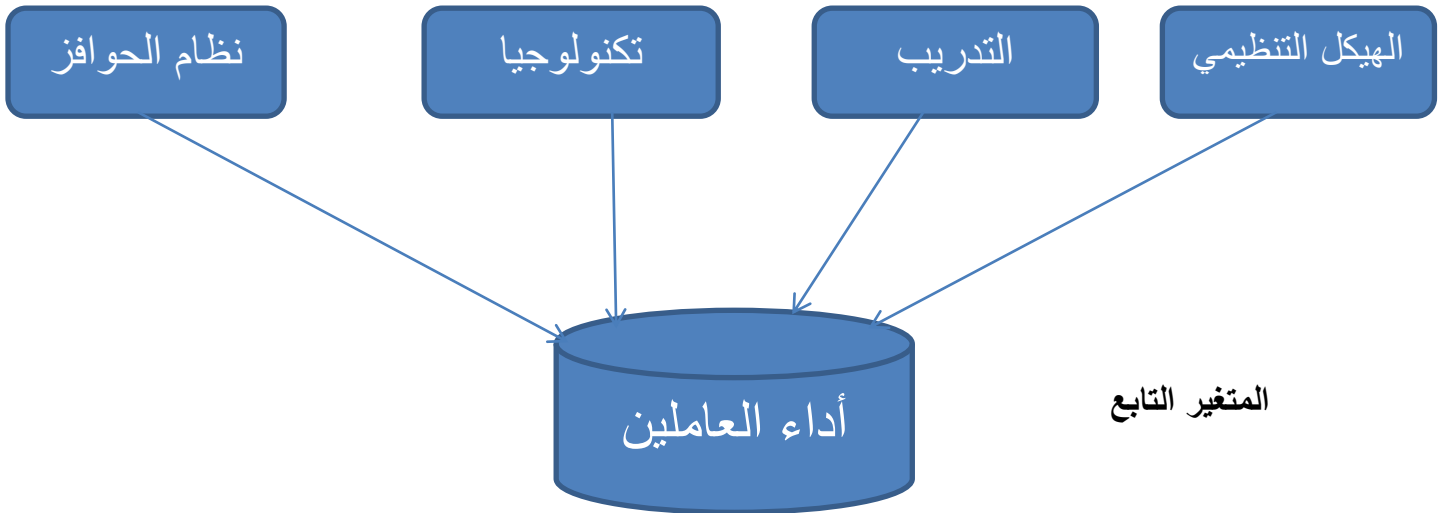 الهيكل التنظيمي
التدريب
تكنولوجيا
نظام الحوافز
المتغير التابع
أداء العاملين